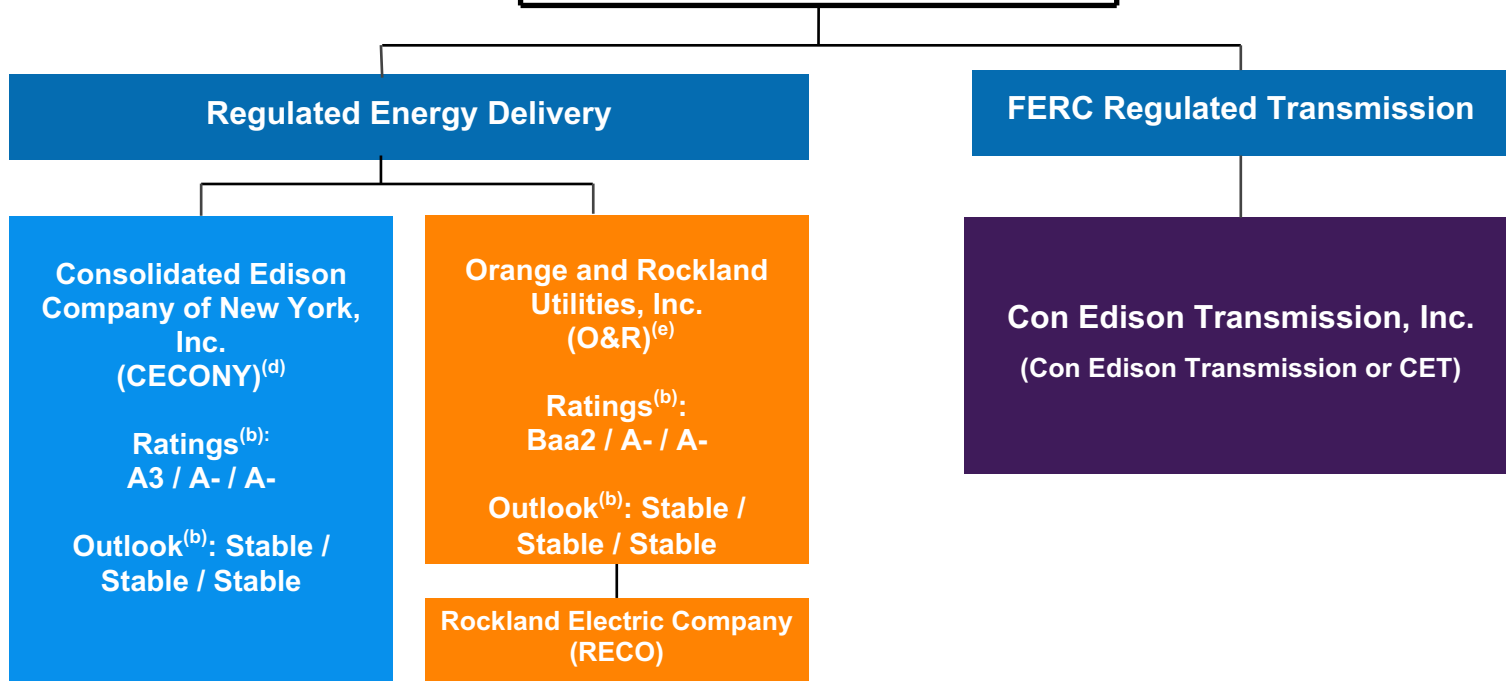 Regulated Energy Delivery
FERC Regulated Transmission
Consolidated Edison
Company of New York,
Inc.
(CECONY)(d)
Ratings(b):
A3 / A- / A-
Outlook(b): Stable /
Stable / Stable
Orange and Rockland
Utilities, Inc.
(O&R)(e)
Ratings(b):
Baa2 / A- / A-
Outlook(b): Stable /
Stable / Stable
Rockland Electric Company
(RECO)
Con Edison Transmission, Inc.
(Con Edison Transmission or CET)